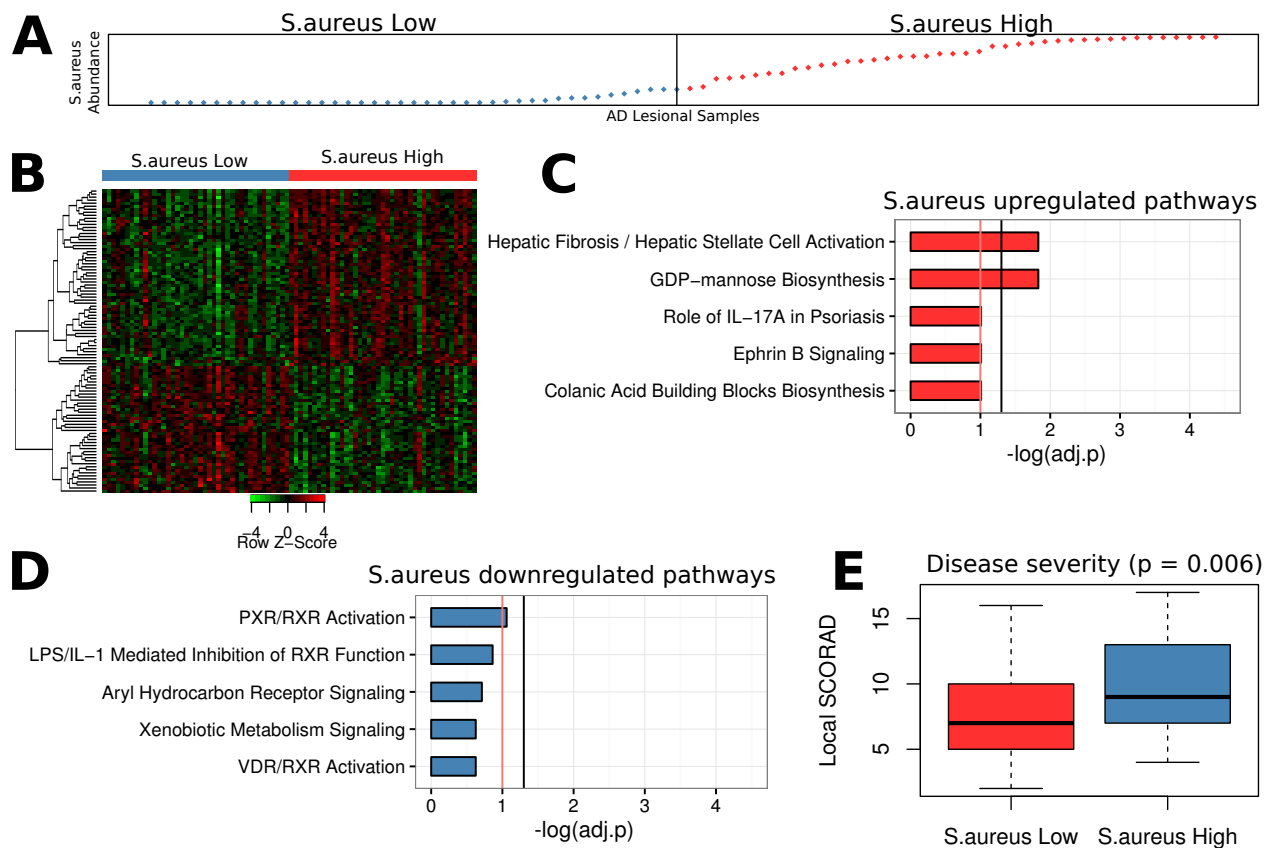 A
S.aureus Low
S.aureus High
S.aureus
Abundance
AD Lesional Samples
B
S.aureus Low
S.aureus High
−4 0 4
Row Z−Score
C
S.aureus upregulated pathways
Hepatic Fibrosis / Hepatic Stellate Cell Activation
GDP−mannose Biosynthesis
Role of IL−17A in Psoriasis
Ephrin B Signaling
Colanic Acid Building Blocks Biosynthesis
0 1 2 3 4
-log(adj.p)
D
S.aureus downregulated pathways
PXR/RXR Activation
LPS/IL−1 Mediated Inhibition of RXR Function
Aryl Hydrocarbon Receptor Signaling
Xenobiotic Metabolism Signaling
VDR/RXR Activation
0 1 2 3 4
-log(adj.p)
E
Disease severity (p = 0.006)
Local SCORAD
15
10
5
S.aureus Low
S.aureus High